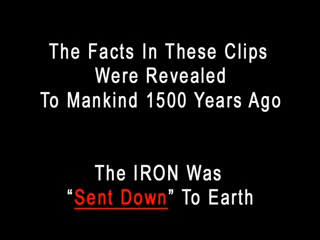 The Facts In These Clips
Were Revealed
To Mankind 1500 Years Ago
The IRON Was
“Sent Down” To Earth